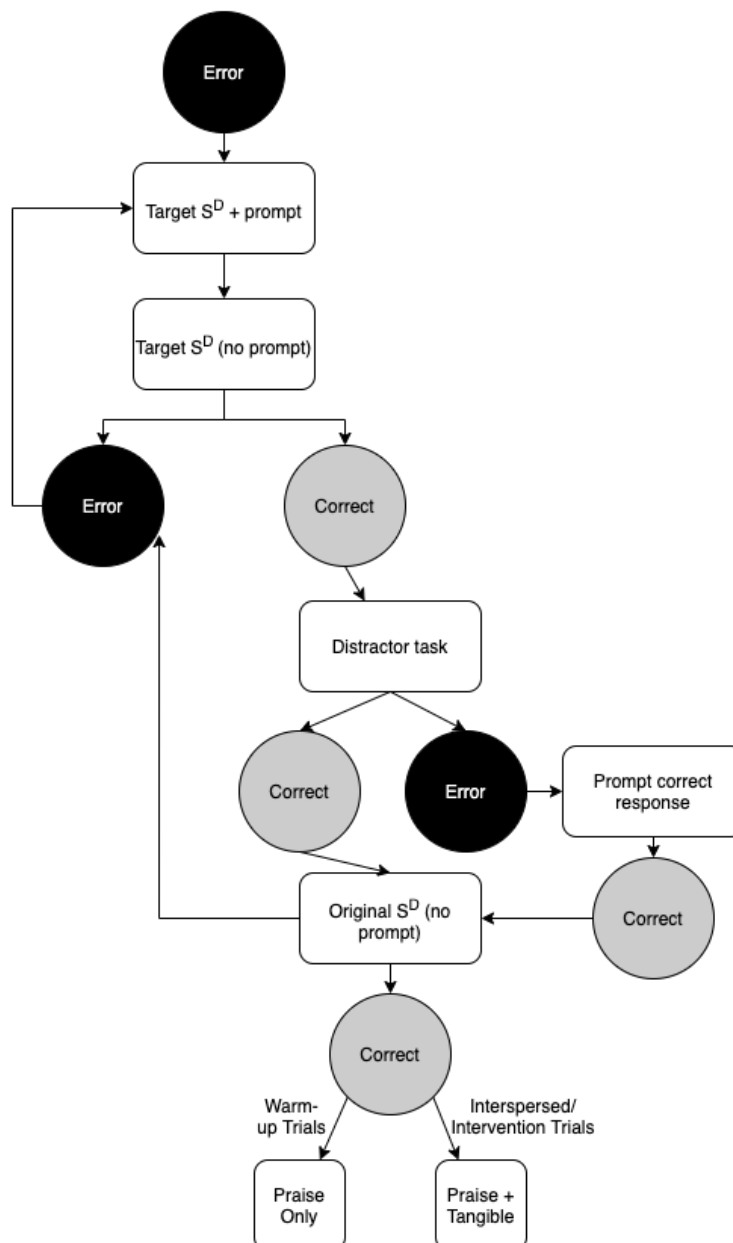 Error
Target S^D + prompt
Target S^D (no prompt)
Error
Correct
Distractor task
Correct
Error
Prompt correct
response
Original S^D (no
prompt)
Correct
Correct
Warm-
up Trials
Interspersed/
Intervention Trials
Praise
Only
Praise +
Tangible